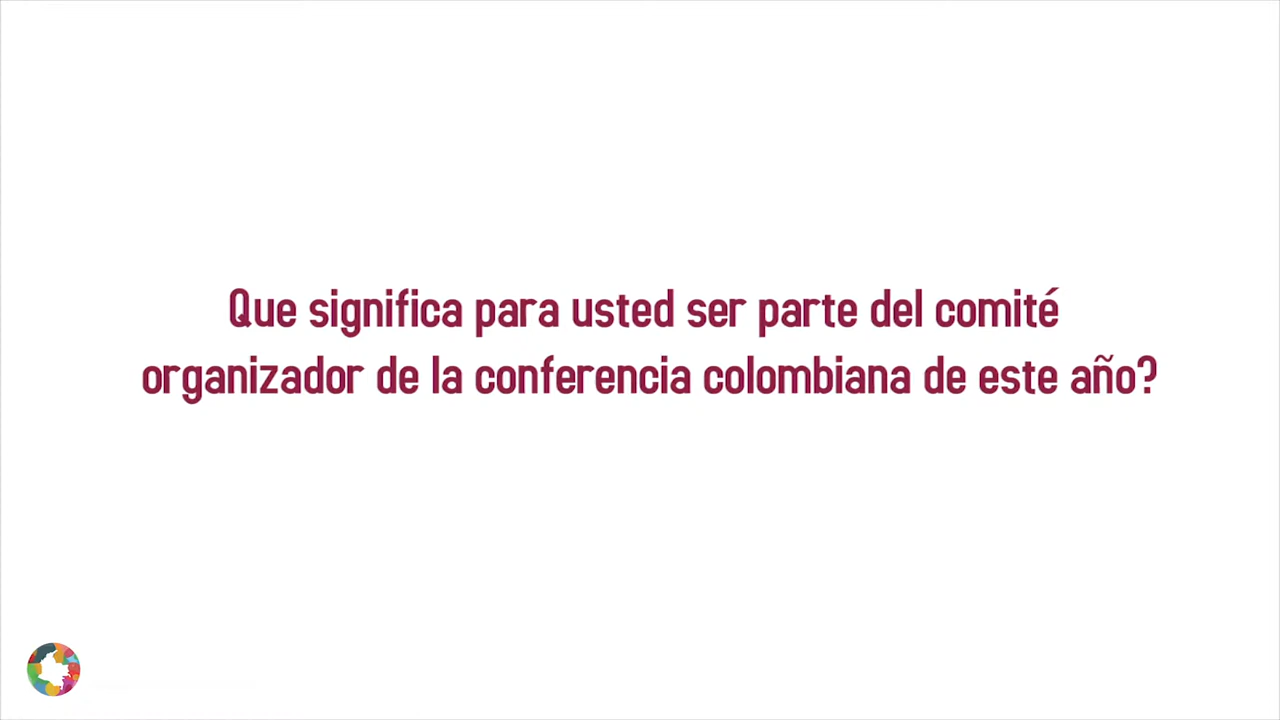 Que significa para usted ser parte del comité
organizador de la conferencia colombiana de este año?